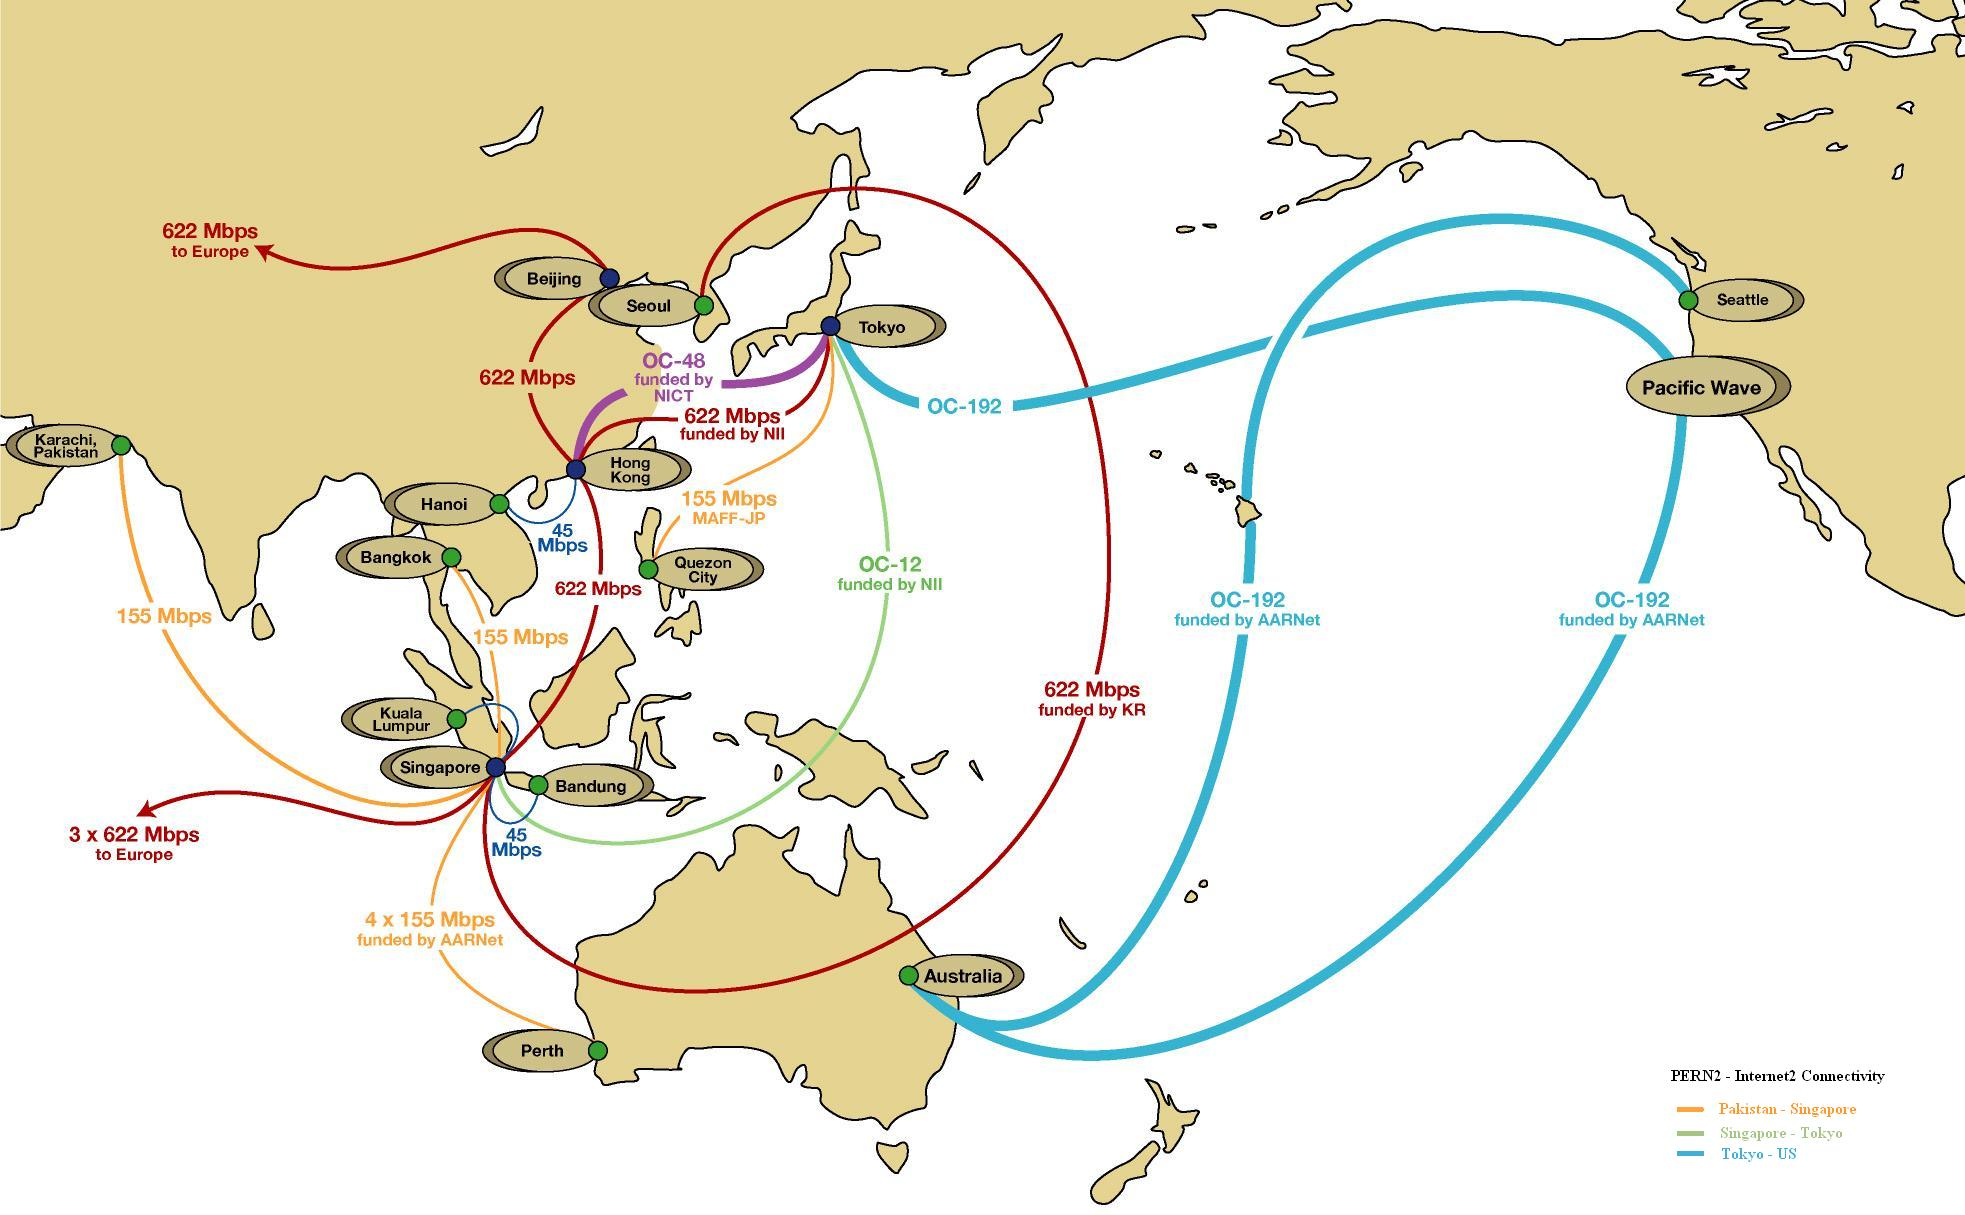 622 Mbps
to Europe
Beijing
Seoul
Tokyo
Seattle
Pacific Wave
622 Mbps
OC-48
funded by
NICT
622 Mbps
funded by NII
OC-192
Karachi,
Pakistan
Hong
Kong
Hanoi
45
Mbps
155 Mbps
MAFF-JP
Bangkok
Quezon
City
OC-12
funded by NII
622 Mbps
155 Mbps
155 Mbps
OC-192
funded by AARNet
OC-192
funded by AARNet
622 Mbps
funded by KR
Kuala
Lumpur
Singapore
Bandung
3 x 622 Mbps
to Europe
45
Mbps
4 x 155 Mbps
funded by AARNet
Australia
Perth
PERN2 - Internet2 Connectivity
Pakistan - Singapore
Singapore - Tokyo
Tokyo - US